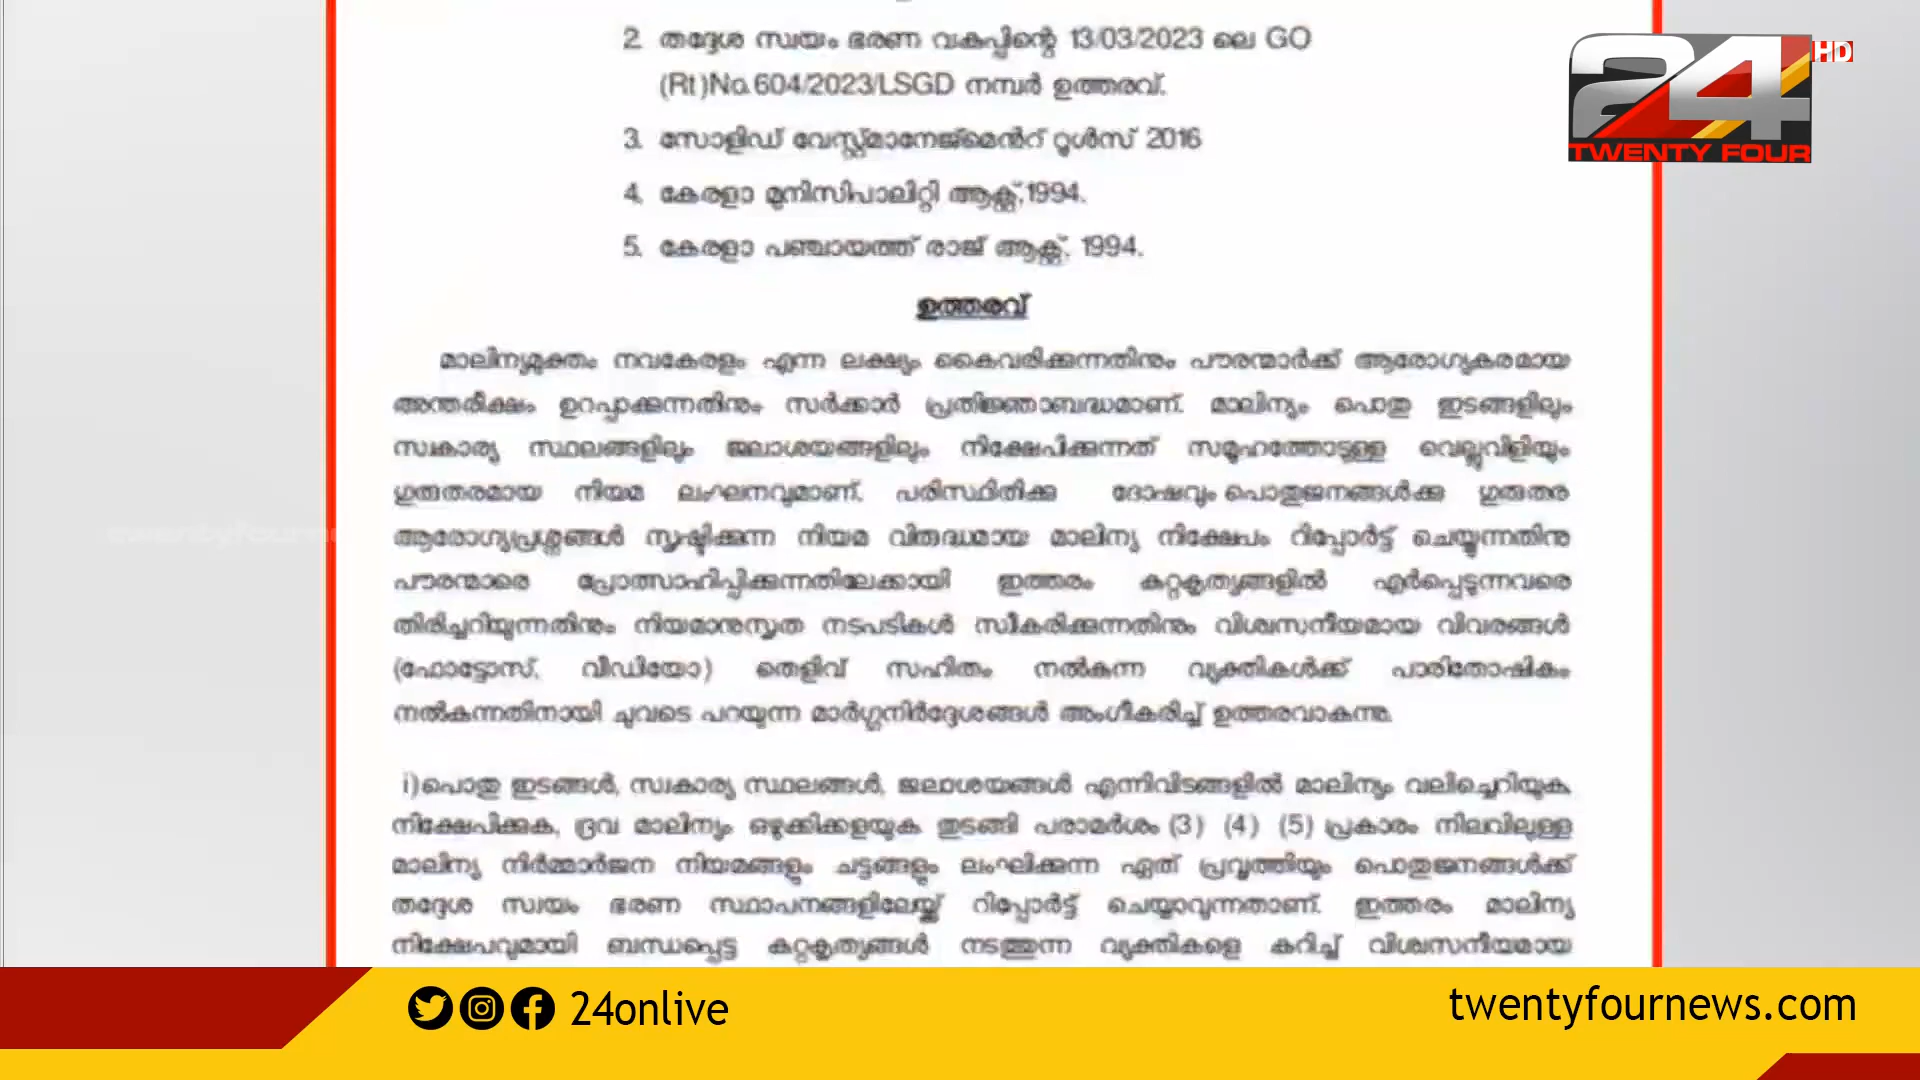 2. തദ്ദേശ സ്വയം ഭരണ വകുപ്പിന്റെ 13/03/2023 ലെ GO
(Rt)No.604/2023/LSGD നമ്പർ ഉത്തരവ്.
3. സോളിഡ് വേസ്റ്റ്മാനേജ്മെൻറ് റൂൾസ് 2016
4. കേരളാ മുനിസിപാലിറ്റി ആക്റ്റ്,1994.
5. കേരളാ പഞ്ചായത്ത് രാജ് ആക്റ്റ്, 1994.
ഉത്തരവ്
മാലിന്യമുക്തം നവകേരളം എന്ന ലക്ഷ്യം കൈവരിക്കുന്നതിനും പൗരന്മാർക്ക് ആരോഗ്യകരമായ
അന്തരീക്ഷം ഉറപ്പാക്കുന്നതിനും സർക്കാർ പ്രതിജ്ഞാബദ്ധമാണ്. മാലിന്യം പൊതു ഇടങ്ങളിലും
സ്വകാര്യ സ്ഥലങ്ങളിലും ജലാശയങ്ങളിലും നിക്ഷേപിക്കുന്നത് സമൂഹത്തോടുള്ള വെല്ലുവിളിയും
ഗുരുതരമായ നിയമ ലംഘനവുമാണ്. പരിസ്ഥിതിക്കു ദോഷവും പൊതുജനങ്ങൾക്കു ഗുരുതര
ആരോഗ്യപ്രശ്നങ്ങൾ സൃഷ്ടിക്കുന്ന നിയമ വിരുദ്ധമായ മാലിന്യ നിക്ഷേപം റിപ്പോർട്ട് ചെയ്യുന്നതിനു
പൗരന്മാരെ പ്രോത്സാഹിപ്പിക്കുന്നതിലേക്കായി ഇത്തരം കുറ്റകൃത്യങ്ങളിൽ ഏർപ്പെടുന്നവരെ
തിരിച്ചറിയുന്നതിനും നിയമാനുസൃത നടപടികൾ സ്വീകരിക്കുന്നതിനും വിശ്വസനീയമായ വിവരങ്ങൾ
(ഫോട്ടോസ്, വീഡിയോ) തെളിവ് സഹിതം നൽകുന്ന വ്യക്തികൾക്ക് പാരിതോഷികം
നൽകുന്നതിനായി ചുവടെ പറയുന്ന മാർഗ്ഗനിർദ്ദേശങ്ങൾ അംഗീകരിച്ച് ഉത്തരവാകുന്നു.
i)പൊതു ഇടങ്ങൾ, സ്വകാര്യ സ്ഥലങ്ങൾ, ജലാശയങ്ങൾ എന്നിവിടങ്ങളിൽ മാലിന്യം വലിച്ചെറിയുക
നിക്ഷേപിക്കുക, ദ്രവ മാലിന്യം ഒഴുക്കിക്കളയുക തുടങ്ങി പരാമർശം (3) (4) (5) പ്രകാരം നിലവിലുള്ള
മാലിന്യ നിർമ്മാർജന നിയമങ്ങളും ചട്ടങ്ങളും ലംഘിക്കുന്ന ഏത് പ്രവൃത്തിയും പൊതുജനങ്ങൾക്ക്
തദ്ദേശ സ്വയം ഭരണ സ്ഥാപനങ്ങളിലേയ്ക്ക് റിപ്പോർട്ട് ചെയ്യാവുന്നതാണ്. ഇത്തരം മാലിന്യ
നിക്ഷേപവുമായി ബന്ധപ്പെട്ട കുറ്റകൃത്യങ്ങൾ നടത്തുന്ന വ്യക്തികളെ കുറിച്ച് വിശ്വസനീയമായ
24 HD
TWENTY FOUR
24onlive
twentyfournews.com